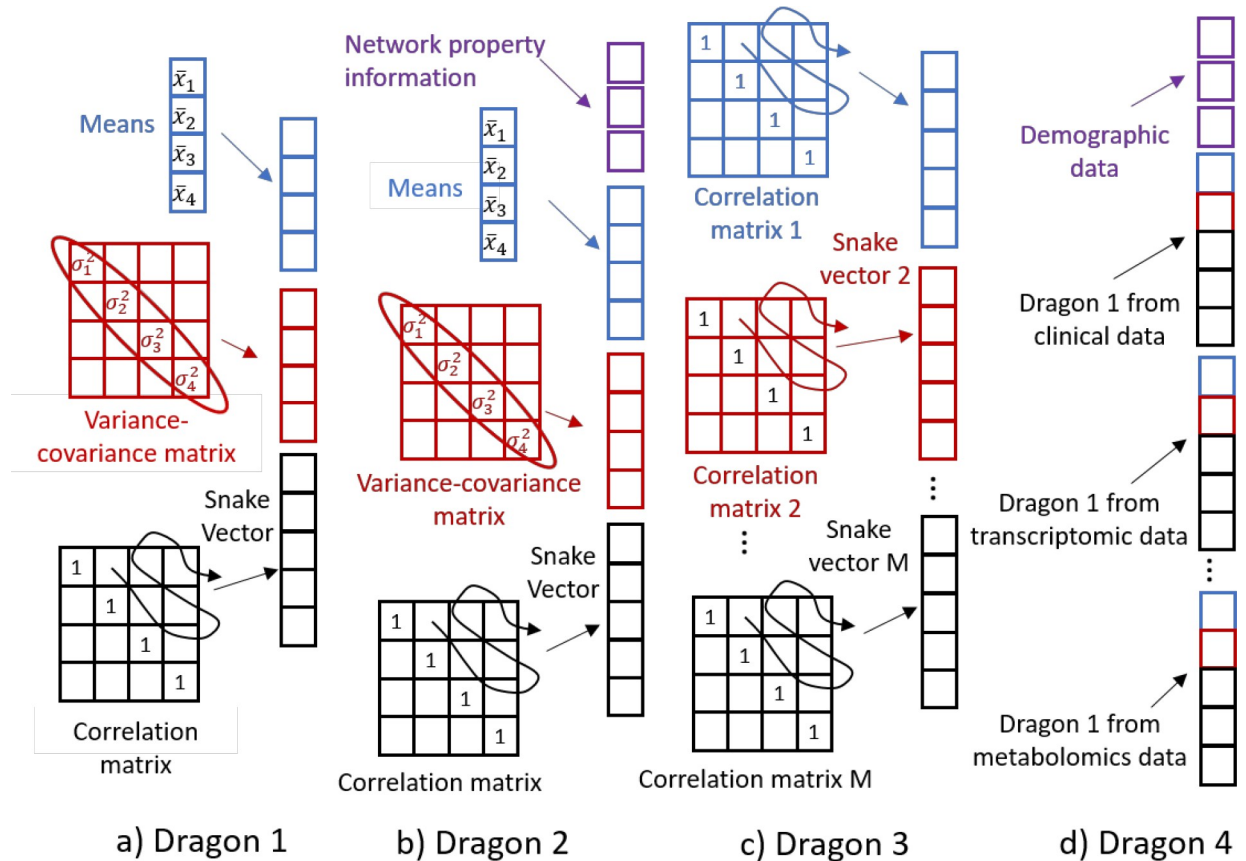 Means
x̄1
x̄2
x̄3
x̄4
σ1²
σ2²
σ3²
σ4²
Variance-
covariance matrix
Snake
Vector
1
1
1
1
Correlation
matrix
a) Dragon 1
Network property
information
Means
x̄1
x̄2
x̄3
x̄4
σ1²
σ2²
σ3²
σ4²
Variance-covariance
matrix
Snake
Vector
1
1
1
1
Correlation matrix
b) Dragon 2
1
1
1
1
Correlation
matrix 1
Snake
vector 2
1
1
1
1
Correlation
matrix 2
...
...
Snake
vector M
1
1
1
1
Correlation matrix M
c) Dragon 3
Demographic
data
Dragon 1 from
clinical data
Dragon 1 from
transcriptomic data
...
Dragon 1 from
metabolomics data
d) Dragon 4